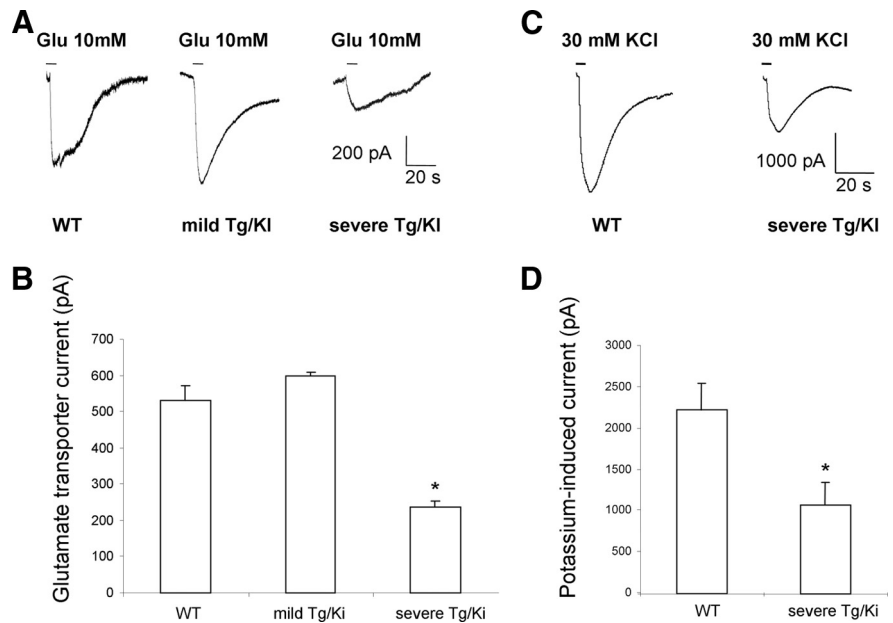 A
Glu 10mM Glu 10mM Glu 10mM
200 pA
20 s
WT mild Tg/KI severe Tg/KI
C
30 mM KCl 30 mM KCl
1000 pA
20 s
WT severe Tg/KI
B
Glutamate transporter current (pA)
700
600
500
400
300
200
100
0
*
WT mild Tg/Ki severe Tg/Ki
D
Potassium-induced current (pA)
3000
2500
2000
1500
1000
500
0
*
WT severe Tg/Ki